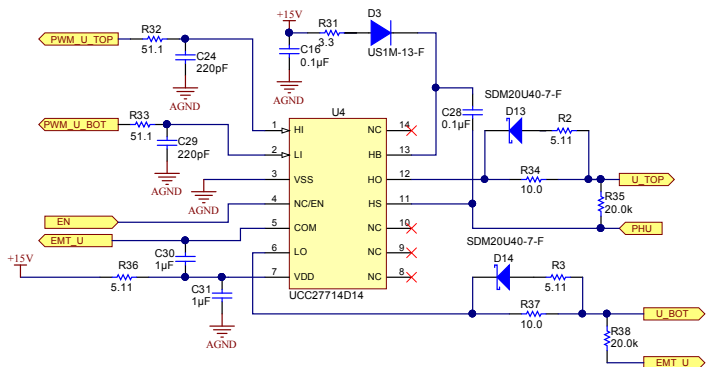 +15V
R31
3.3
D3
US1M-13-F
PWM_U_TOP
R32
51.1
C24
220pF
AGND
C16
0.1µF
AGND
PWM_U_BOT
R33
51.1
C29
220pF
AGND
U4
1 HI NC 14
2 LI HB 13
3 VSS HO 12
4 NC/EN HS 11
5 COM NC 10
6 LO NC 9
7 VDD NC 8
UCC27714D14
C28
0.1µF
SDM20U40-7-F
D13
R2
5.11
R34
10.0
U_TOP
R35
20.0k
PHU
AGND
EN
EMT_U
+15V
R36
5.11
C30
1µF
C31
1µF
AGND
SDM20U40-7-F
D14
R3
5.11
R37
10.0
U_BOT
R38
20.0k
EMT_U